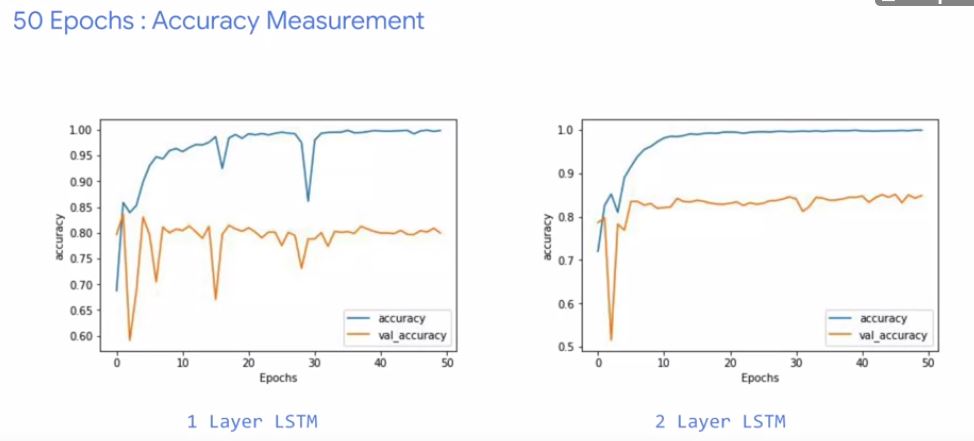 50 Epochs : Accuracy Measurement
1.00
0.95
0.90
0.85
0.80
0.75
0.70
0.65
0.60
accuracy
accuracy
val_accuracy
0 10 20 30 40 50
Epochs
1 Layer LSTM
1.0
0.9
0.8
0.7
0.6
0.5
accuracy
accuracy
val_accuracy
0 10 20 30 40 50
Epochs
2 Layer LSTM